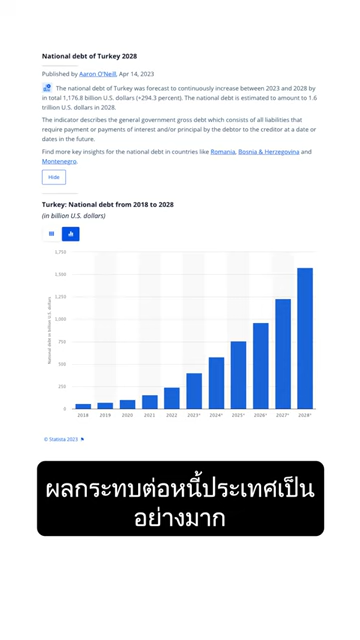 National debt of Turkey 2028
Published by Aaron O'Neill, Apr 14, 2023
The national debt of Turkey was forecast to continuously increase between 2023 and 2028 by
in total 1,176.8 billion U.S. dollars (+294.3 percent). The national debt is estimated to amount to 1.6
trillion U.S. dollars in 2028.
The indicator describes the general government gross debt which consists of all liabilities that
require payment or payments of interest and/or principal by the debtor to the creditor at a date or
dates in the future.
Find more key insights for the national debt in countries like Romania, Bosnia & Herzegovina and
Montenegro.
Hide
Turkey: National debt from 2018 to 2028
(in billion U.S. dollars)
National debt in billion U.S. dollars
1,750
1,500
1,250
1,000
750
500
250
0
2018 2019 2020 2021 2022 2023* 2024* 2025* 2026* 2027* 2028*
© Statista 2023
ผลกระทบต่อหนี้ประเทศเป็น
อย่างมาก